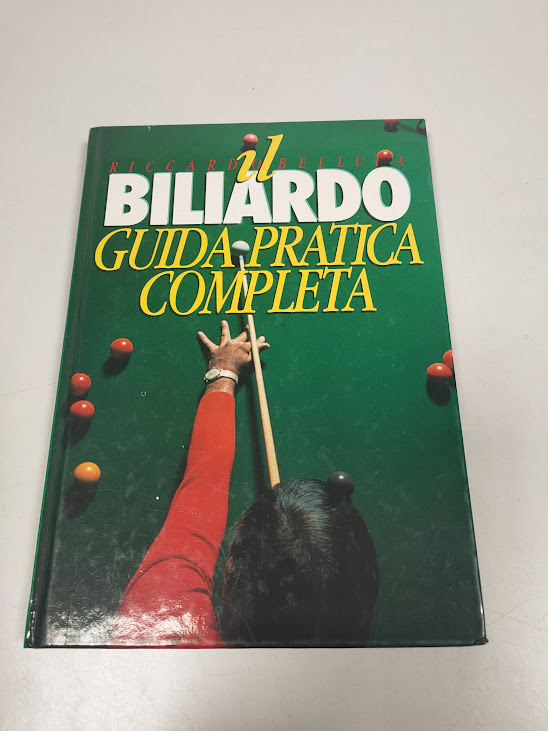 RICCARDO BELLUTA
il
BILIARDO
GUIDA PRATICA
COMPLETA